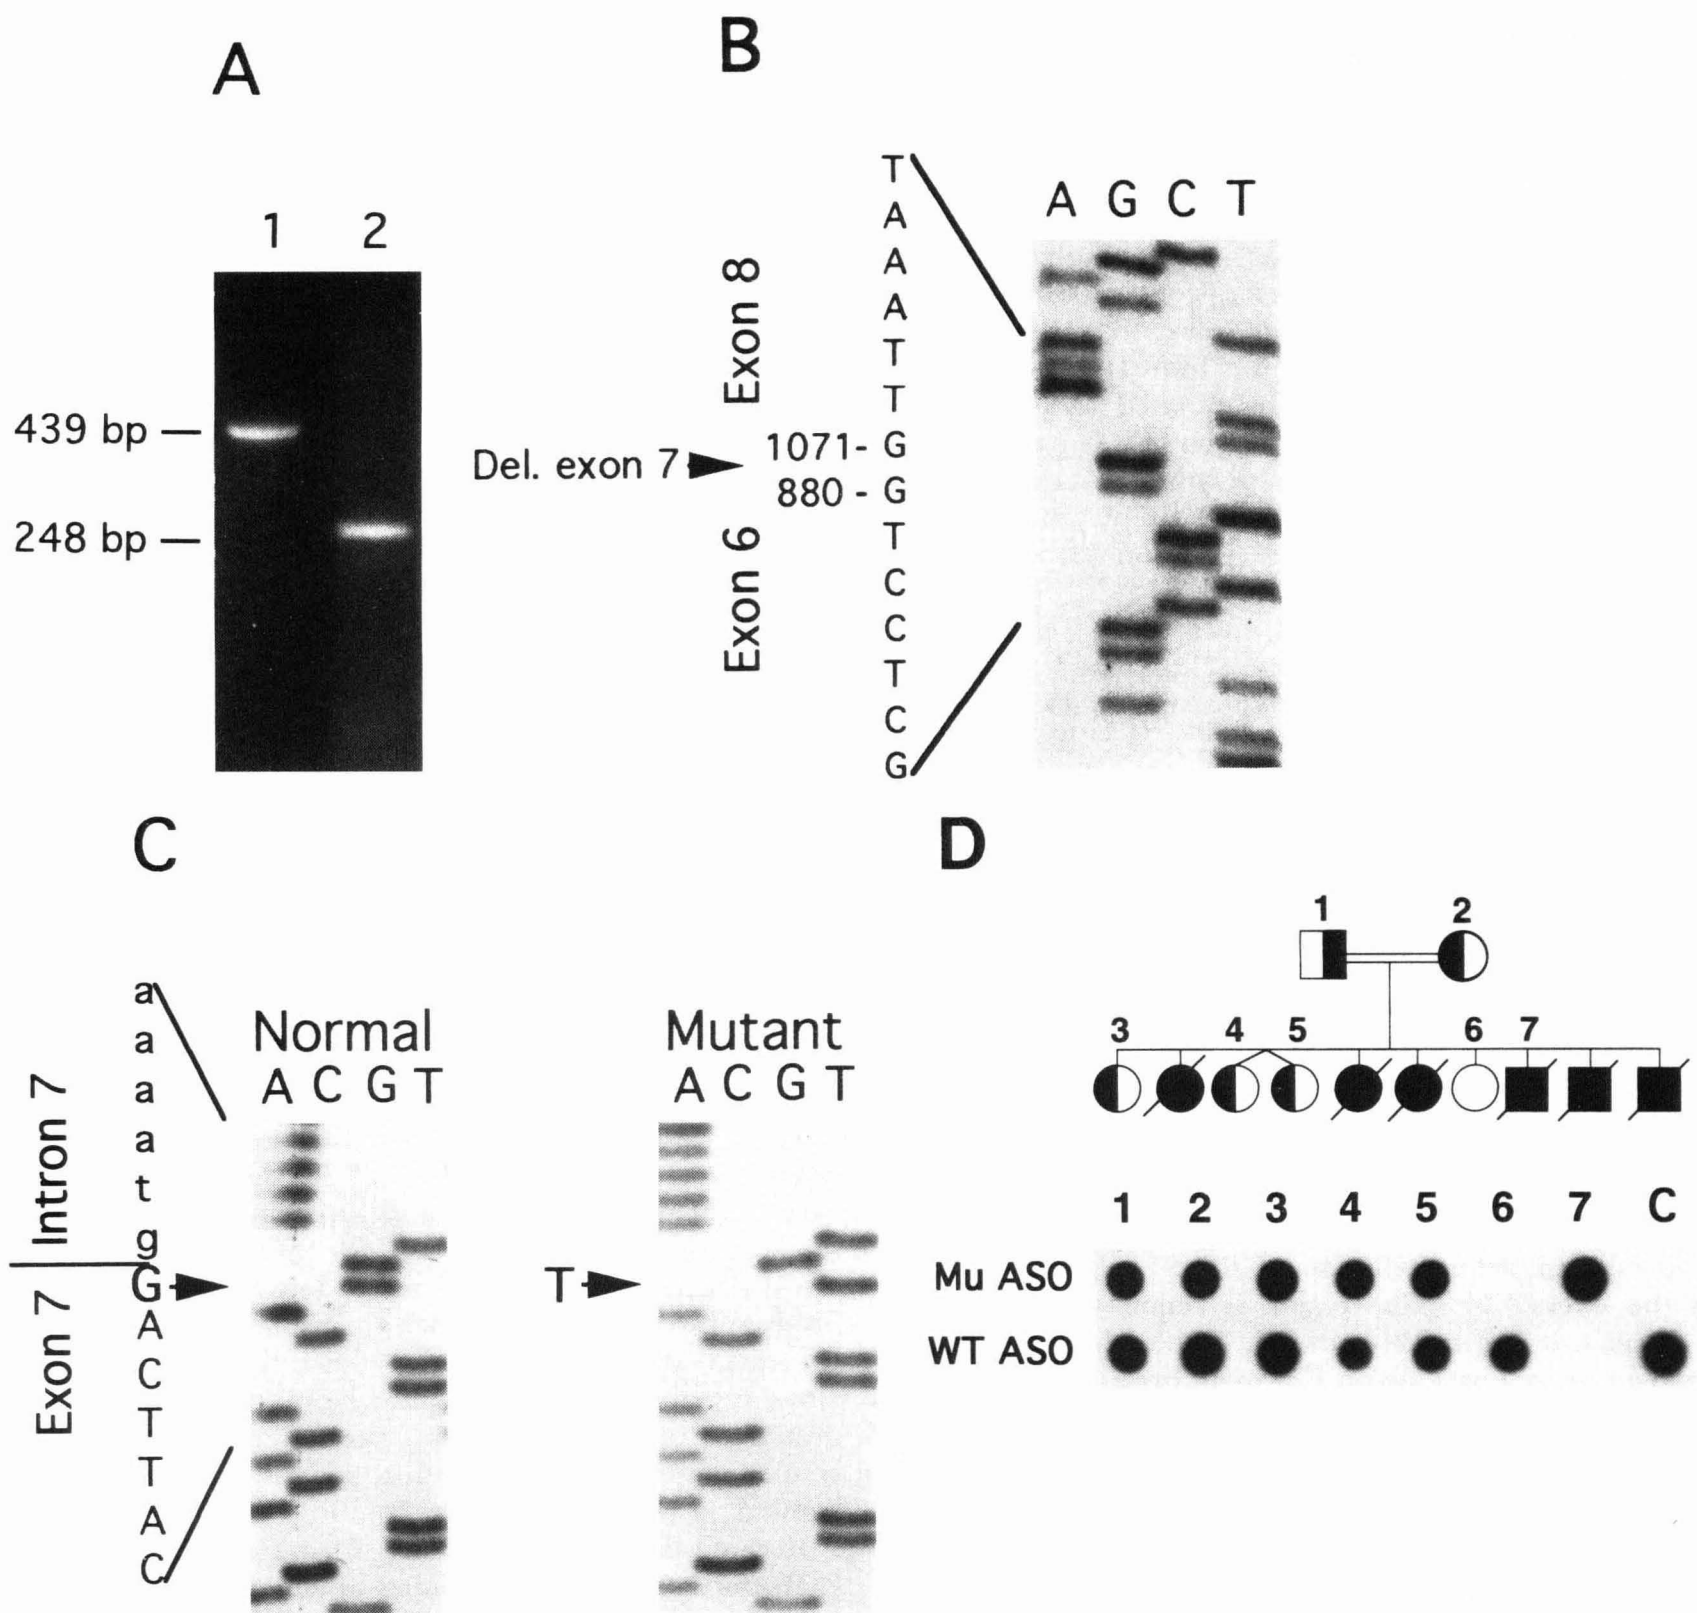 A
1 2
439 bp
248 bp
B
A G C T
T
A
A
A
T
T
1071- G
880 - G
T
C
C
T
C
G
Exon 8
Exon 6
Del. exon 7
C
Normal
A C G T
Mutant
A C G T
a
a
a
a
t
g
G
A
C
T
T
A
C
Intron 7
Exon 7
T
D
1 2
3 4 5 6 7
1 2 3 4 5 6 7 C
Mu ASO
WT ASO